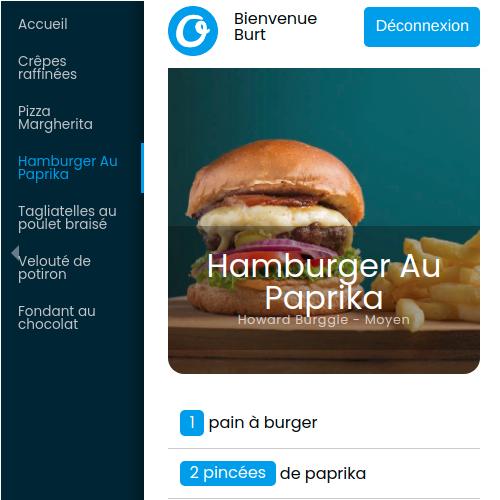 Accueil
Crêpes
raffinées
Pizza
Margherita
Hamburger Au
Paprika
Tagliatelles au
poulet braisé
Velouté de
potiron
Fondant au
chocolat
Bienvenue
Burt
Déconnexion
Hamburger Au
Paprika
Howard Burggie - Moyen
1 pain à burger
2 pincées de paprika